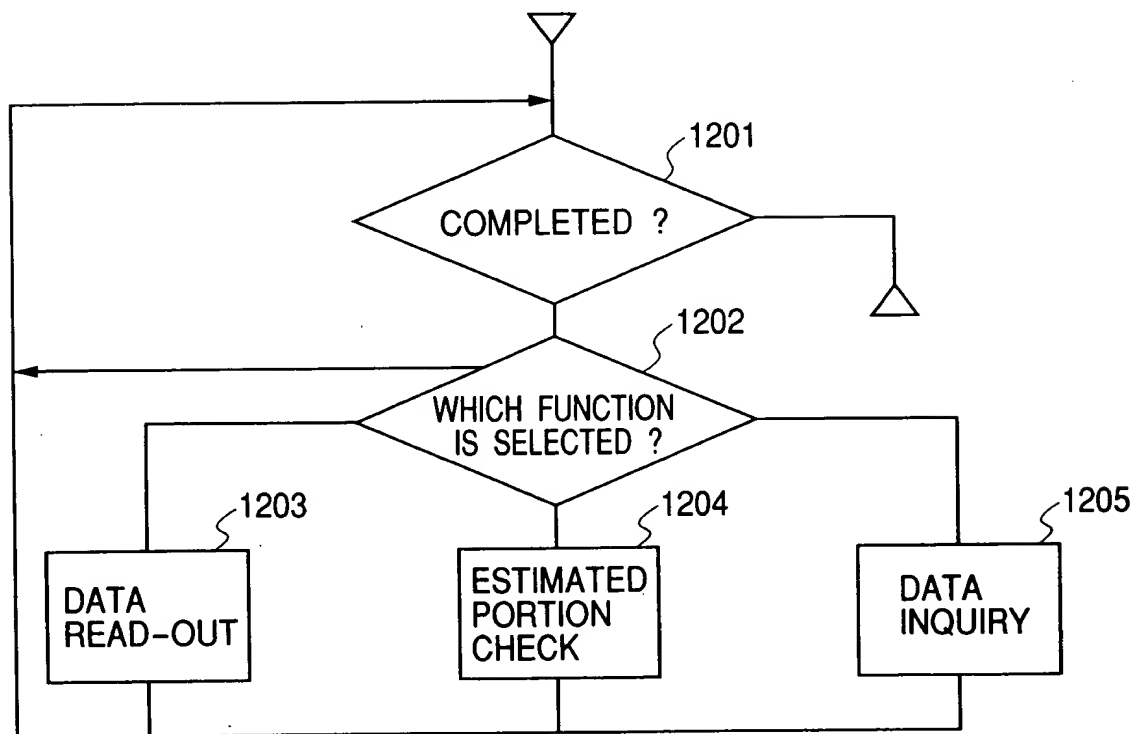 1201
COMPLETED ?
1202
WHICH FUNCTION
IS SELECTED ?
1203
DATA
READ-OUT
1204
ESTIMATED
PORTION
CHECK
1205
DATA
INQUIRY